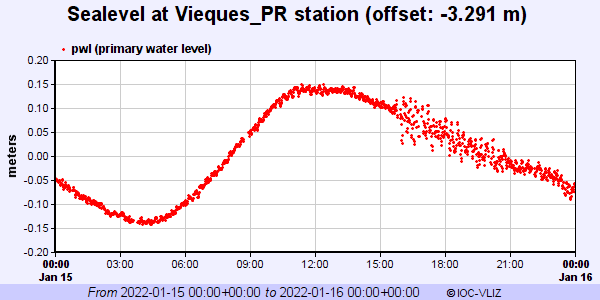 Sealevel at Vieques_PR station (offset: -3.291 m)
pwl (primary water level)
meters
0.20
0.15
0.10
0.05
0.00
-0.05
-0.10
-0.15
-0.20
00:00 03:00 06:00 09:00 12:00 15:00 18:00 21:00 00:00
Jan 15 Jan 16
From 2022-01-15 00:00+00:00 to 2022-01-16 00:00+00:00 © IOC-VLIZ